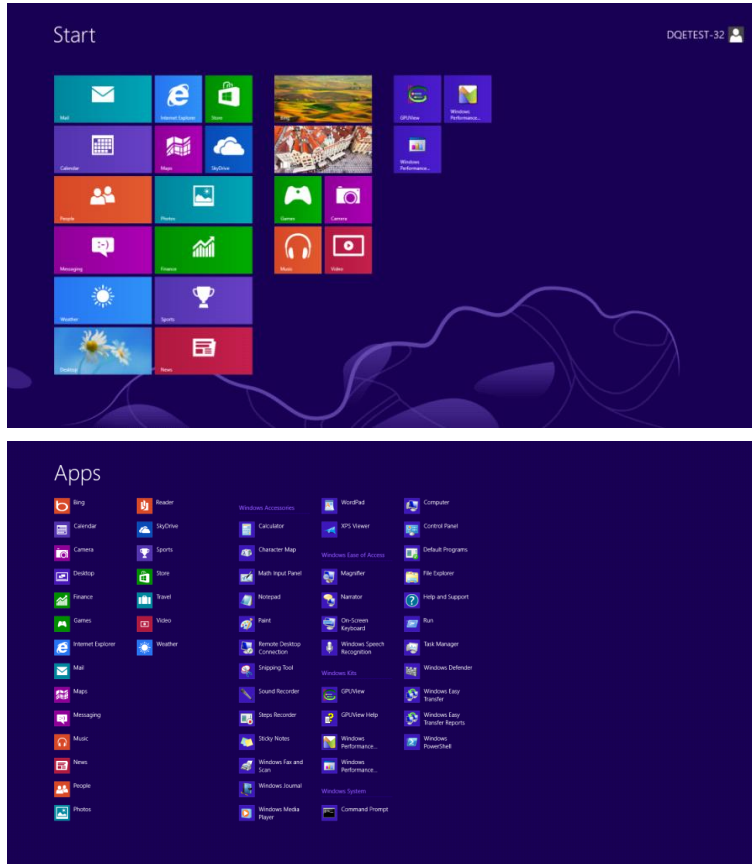 Start
DQETEST-32
Mail
Internet Explorer
Store
Bing
GPUView
Windows
Performance...
Calendar
Maps
SkyDrive
Windows
Performance...
People
Photos
Games
Camera
Messaging
Finance
Music
Video
Weather
Sports
Desktop
News
Apps
Bing
Calendar
Camera
Desktop
Finance
Games
Internet Explorer
Mail
Maps
Messaging
Music
News
People
Photos
Reader
SkyDrive
Sports
Store
Travel
Video
Weather
Windows Accessories
Calculator
Character Map
Math Input Panel
Notepad
Paint
Remote Desktop
Connection
Snipping Tool
Sound Recorder
Steps Recorder
Sticky Notes
Windows Fax and
Scan
Windows Journal
Windows Media
Player
WordPad
XPS Viewer
Windows Ease of Access
Magnifier
Narrator
On-Screen
Keyboard
Windows Speech
Recognition
Windows Kits
GPUView
GPUView Help
Windows
Performance...
Windows
Performance...
Windows System
Command Prompt
Computer
Control Panel
Default Programs
File Explorer
Help and Support
Run
Task Manager
Windows Defender
Windows Easy
Transfer
Windows Easy
Transfer Reports
Windows
PowerShell